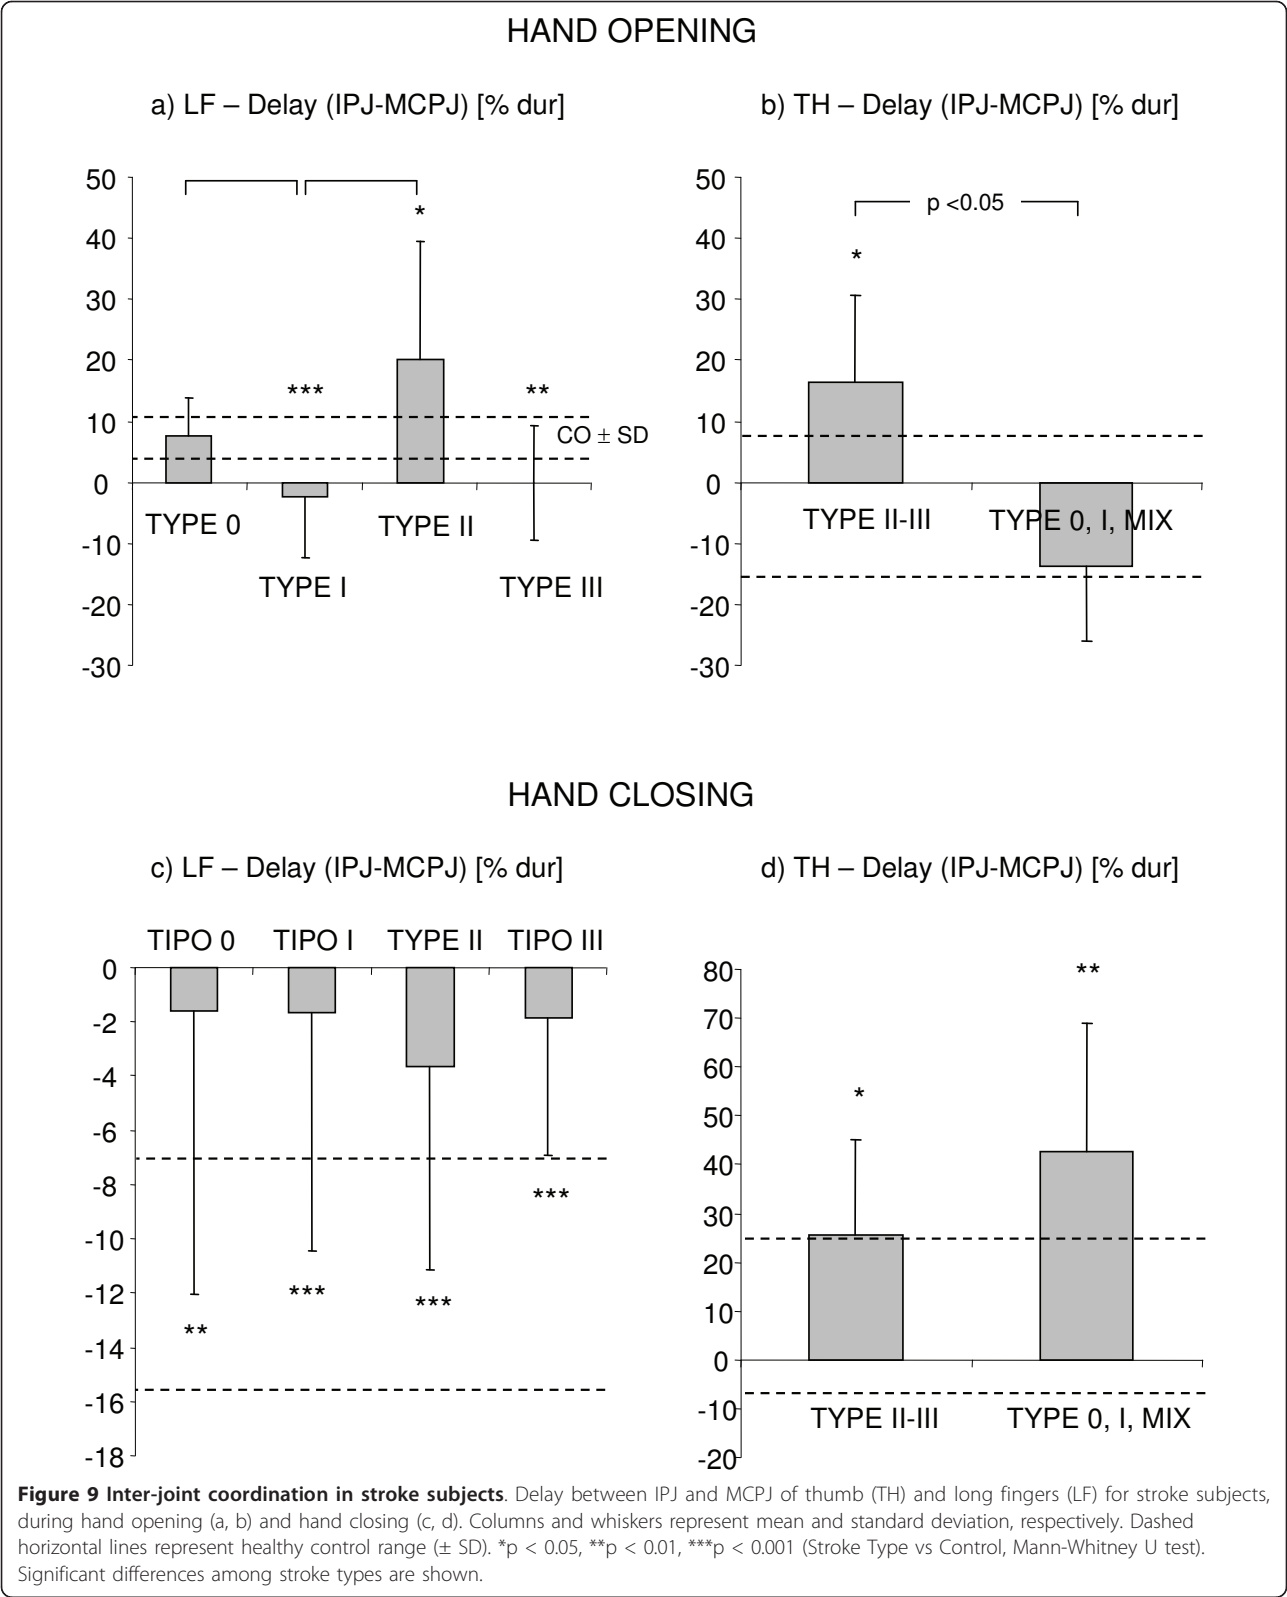 HAND OPENING
a) LF – Delay (IPJ-MCPJ) [% dur]
b) TH – Delay (IPJ-MCPJ) [% dur]
50
40
30
20
10
0
-10
-20
-30
*
***
**
CO ± SD
TYPE 0
TYPE I
TYPE II
TYPE III
50
40
30
20
10
0
-10
-20
-30
p <0.05
*
TYPE II-III
TYPE 0, I, MIX
HAND CLOSING
c) LF – Delay (IPJ-MCPJ) [% dur]
d) TH – Delay (IPJ-MCPJ) [% dur]
TIPO 0
TIPO I
TYPE II
TIPO III
0
-2
-4
-6
-8
-10
-12
-14
-16
-18
**
***
***
***
80
70
60
50
40
30
20
10
0
-10
-20
*
**
TYPE II-III
TYPE 0, I, MIX
Figure 9 Inter-joint coordination in stroke subjects. Delay between IPJ and MCPJ of thumb (TH) and long fingers (LF) for stroke subjects,
during hand opening (a, b) and hand closing (c, d). Columns and whiskers represent mean and standard deviation, respectively. Dashed
horizontal lines represent healthy control range (± SD). *p < 0.05, **p < 0.01, ***p < 0.001 (Stroke Type vs Control, Mann-Whitney U test).
Significant differences among stroke types are shown.